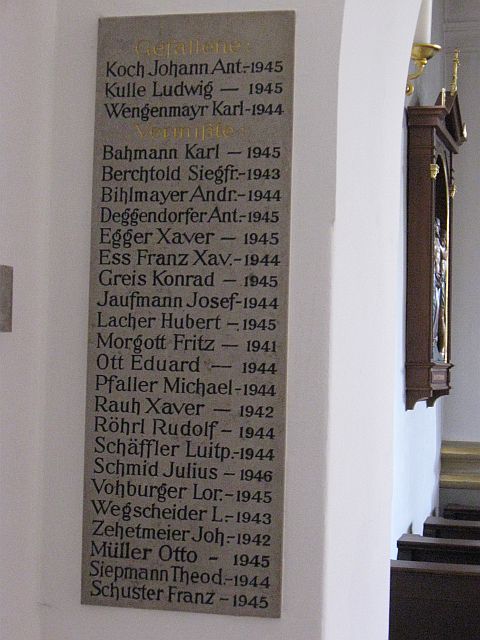 Gefallene:
Koch Johann Ant.-1945
Kulle Ludwig — 1945
Wengenmayr Karl-1944
Vermißte:
Bahmann Karl — 1945
Berchtold Siegfr.-1943
Bihlmayer Andr.-1944
Deggendorfer Ant.-1945
Egger Xaver — 1945
Ess Franz Xav.-1944
Greis Konrad — 1945
Jaufmann Josef-1944
Lacher Hubert — 1945
Morgott Fritz — 1941
Ott Eduard — 1944
Pfaller Michael-1944
Rauh Xaver — 1942
Röhrl Rudolf — 1944
Schäffler Luitp.-1944
Schmid Julius — 1946
Vohburger Lor.-1945
Wegscheider L.-1943
Zehetmeier Joh.-1942
Müller Otto - 1945
Siepmann Theod.-1944
Schuster Franz - 1945